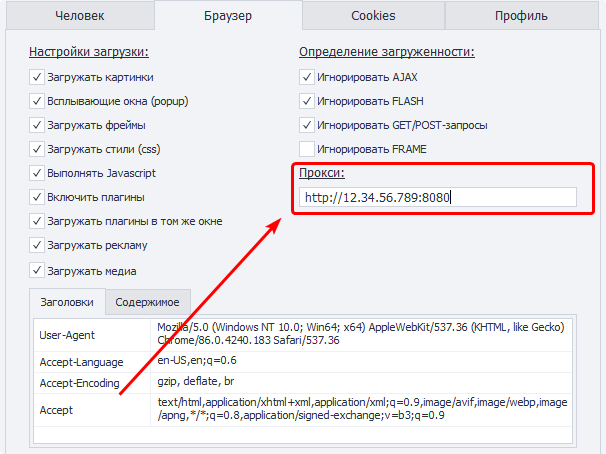 Человек
Браузер
Cookies
Профиль
Настройки загрузки:
Загружать картинки
Всплывающие окна (popup)
Загружать фреймы
Загружать стили (css)
Выполнять Javascript
Включить плагины
Загружать плагины в том же окне
Загружать рекламу
Загружать медиа
Определение загруженности:
Игнорировать AJAX
Игнорировать FLASH
Игнорировать GET/POST-запросы
Игнорировать FRAME
Прокси:
http://12.34.56.789:8080
Заголовки
Содержимое
User-Agent
Mozilla/5.0 (Windows NT 10.0; Win64; x64) AppleWebKit/537.36 (KHTML, like Gecko)
Chrome/86.0.4240.183 Safari/537.36
Accept-Language
en-US,en;q=0.6
Accept-Encoding
gzip, deflate, br
Accept
text/html,application/xhtml+xml,application/xml;q=0.9,image/avif,image/webp,image
/apng,*/*;q=0.8,application/signed-exchange;v=b3;q=0.9